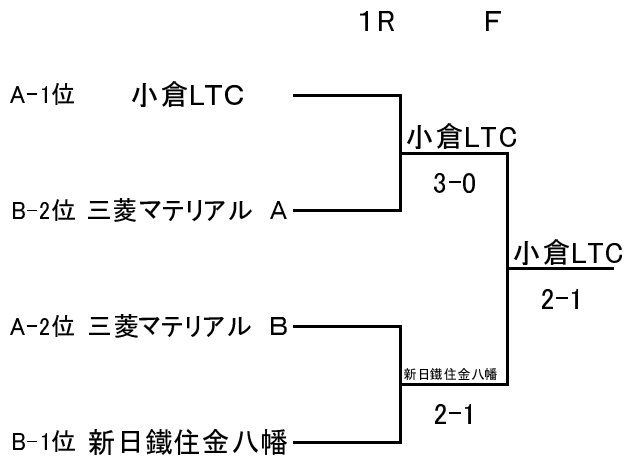 1R F
A-1位 小倉LTC
小倉LTC
3-0
B-2位 三菱マテリアル A
小倉LTC
2-1
A-2位 三菱マテリアル B
新日鐵住金八幡
2-1
B-1位 新日鐵住金八幡